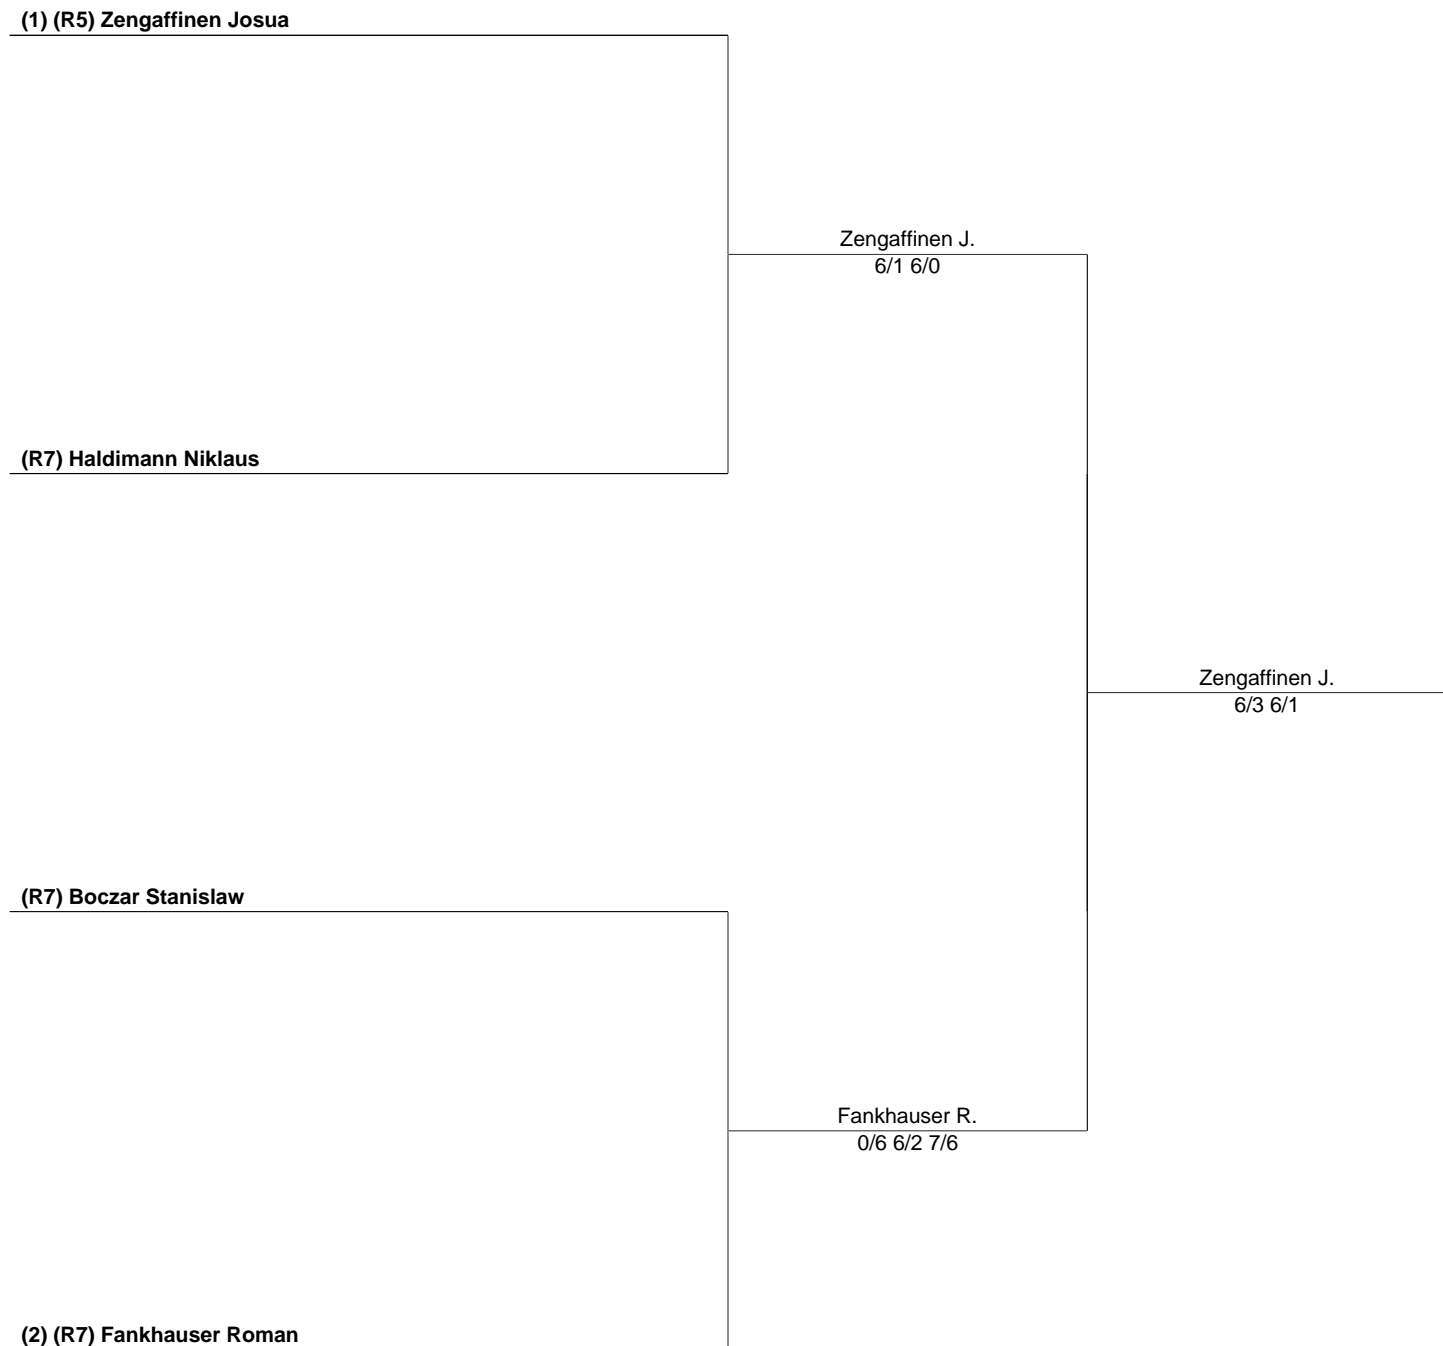 (1) (R5) Zengaffinen Josua
Zengaffinen J.
6/1 6/0
(R7) Haldimann Niklaus
Zengaffinen J.
6/3 6/1
(R7) Boczar Stanislaw
Fankhauser R.
0/6 6/2 7/6
(2) (R7) Fankhauser Roman